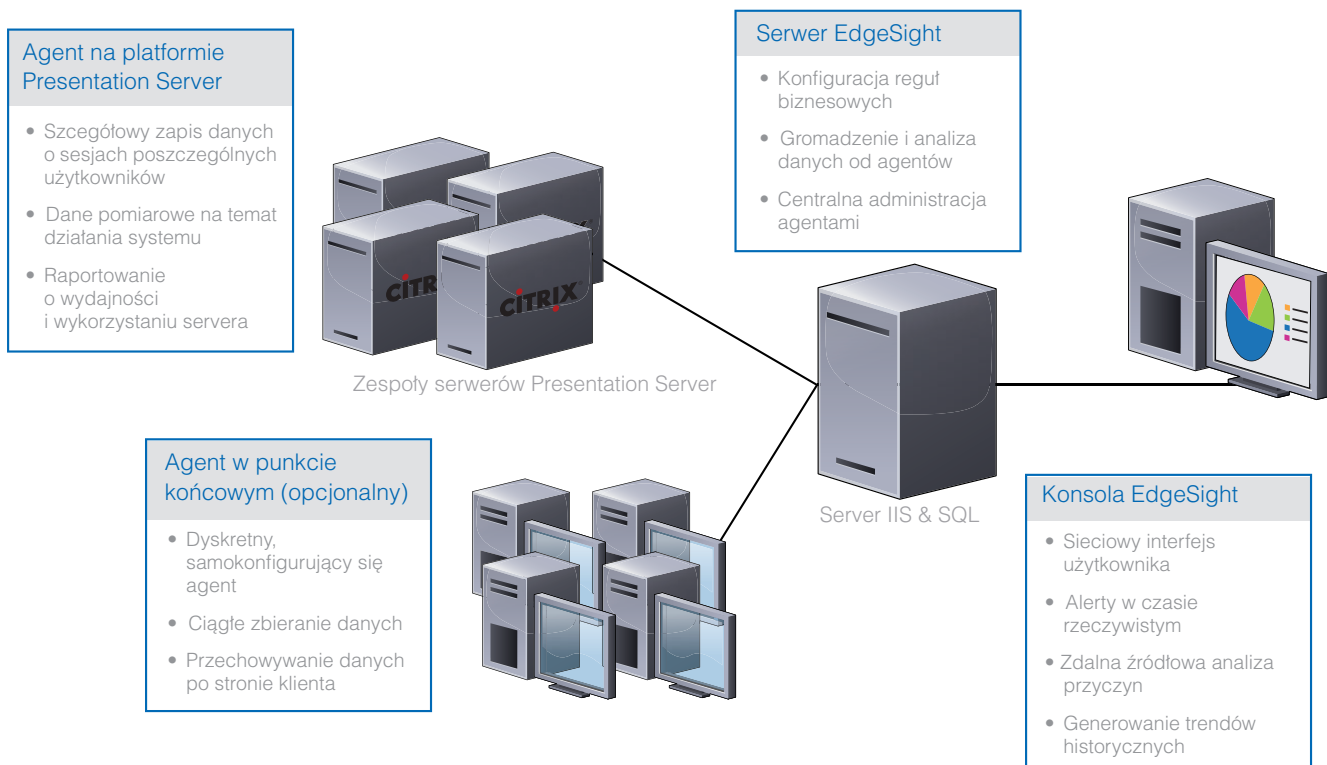 Agent na platformie
Presentation Server
• Szcegółowy zapis danych
o sesjach poszczególnych
użytkowników
• Dane pomiarowe na temat
działania systemu
• Raportowanie
o wydajności
i wykorzystaniu servera
CITR
CITRIX
Zespoły serwerów Presentation Server
Serwer EdgeSight
• Konfiguracja reguł
biznesowych
• Gromadzenie i analiza
danych od agentów
• Centralna administracja
agentami
Server IIS & SQL
Agent w punkcie
końcowym (opcjonalny)
• Dyskretny,
samokonfigurujący się
agent
• Ciągłe zbieranie danych
• Przechowywanie danych
po stronie klienta
Konsola EdgeSight
• Sieciowy interfejs
użytkownika
• Alerty w czasie
rzeczywistym
• Zdalna źródłowa analiza
przyczyn
• Generowanie trendów
historycznych